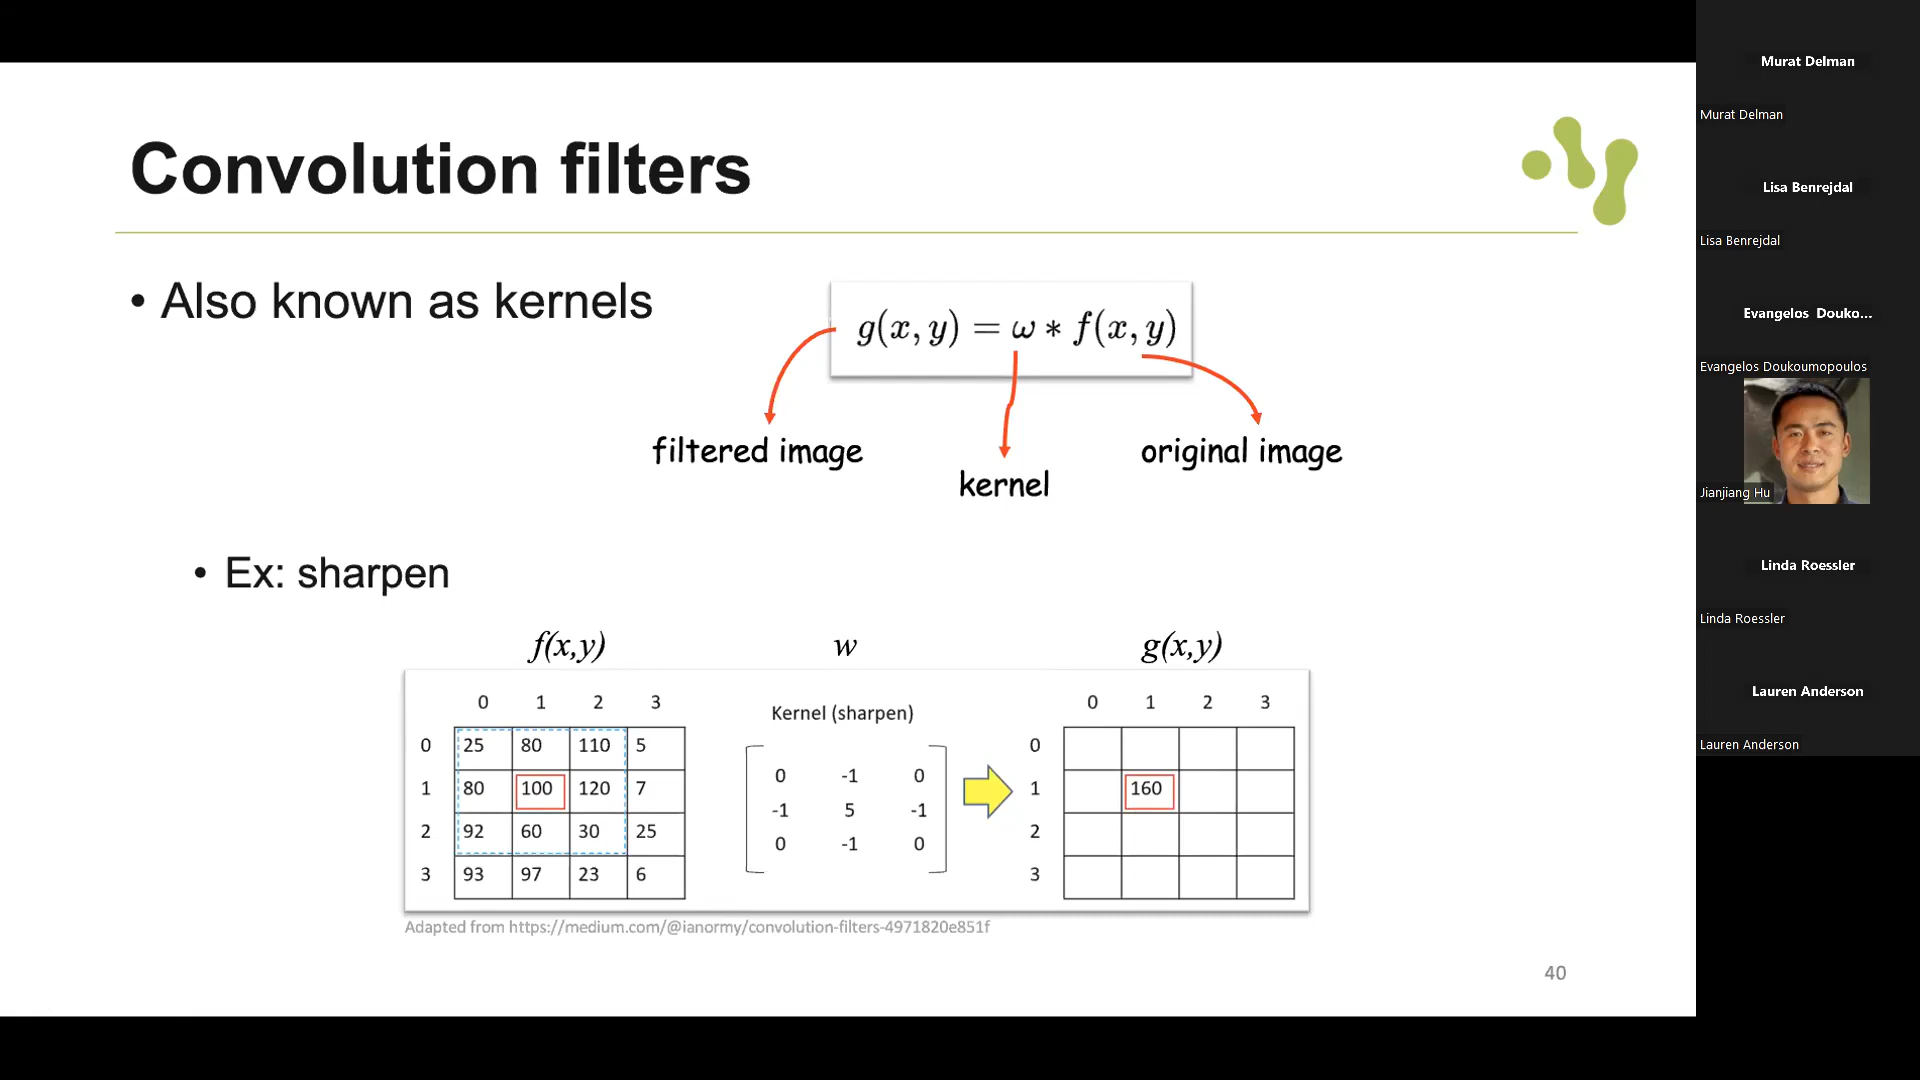 Convolution filters
• Also known as kernels
g(x, y) = ω ∗ f(x, y)
filtered image
kernel
original image
• Ex: sharpen
f(x,y)
w
g(x,y)
0 1 2 3
0 25 80 110 5
1 80 100 120 7
2 92 60 30 25
3 93 97 23 6
Kernel (sharpen)
0 -1 0
-1 5 -1
0 -1 0
0 1 2 3
0
1 160
2
3
Adapted from https://medium.com/@ianormy/convolution-filters-4971820e851f
40
Murat Delman
Murat Delman
Lisa Benrejdal
Lisa Benrejdal
Evangelos Douko...
Evangelos Doukoumopoulos
Jianjiang Hu
Linda Roessler
Linda Roessler
Lauren Anderson
Lauren Anderson